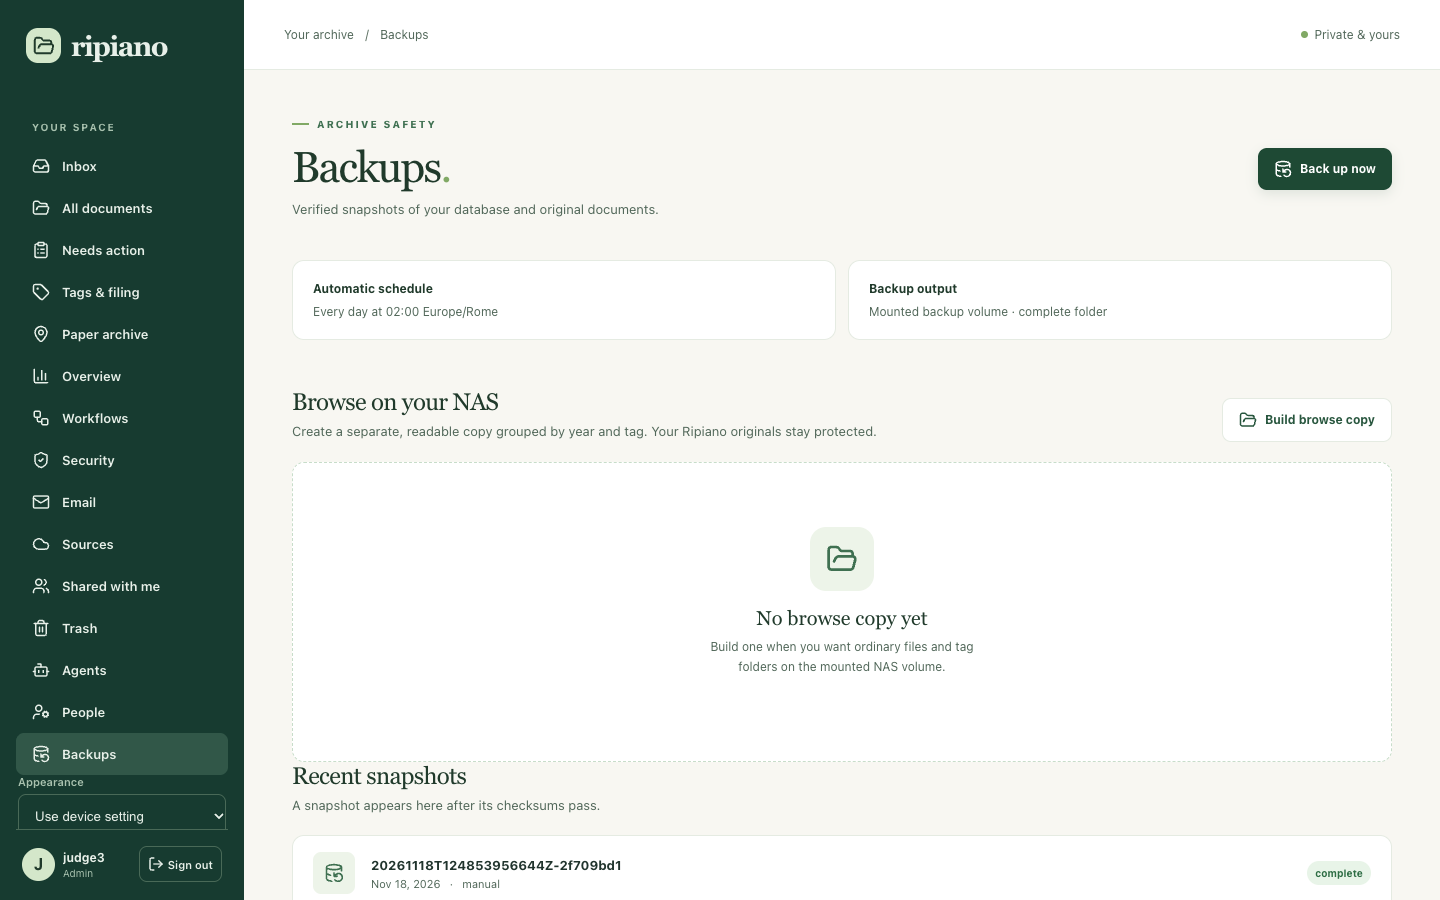 ripiano
YOUR SPACE
Inbox
All documents
Needs action
Tags & filing
Paper archive
Overview
Workflows
Security
Email
Sources
Shared with me
Trash
Agents
People
Backups
Appearance
Use device setting
J
judge3
Admin
Sign out
Your archive / Backups
Private & yours
ARCHIVE SAFETY
Backups.
Verified snapshots of your database and original documents.
Back up now
Automatic schedule
Every day at 02:00 Europe/Rome
Backup output
Mounted backup volume · complete folder
Browse on your NAS
Create a separate, readable copy grouped by year and tag. Your Ripiano originals stay protected.
Build browse copy
No browse copy yet
Build one when you want ordinary files and tag
folders on the mounted NAS volume.
Recent snapshots
A snapshot appears here after its checksums pass.
20261118T124853956644Z-2f709bd1
Nov 18, 2026 · manual
complete